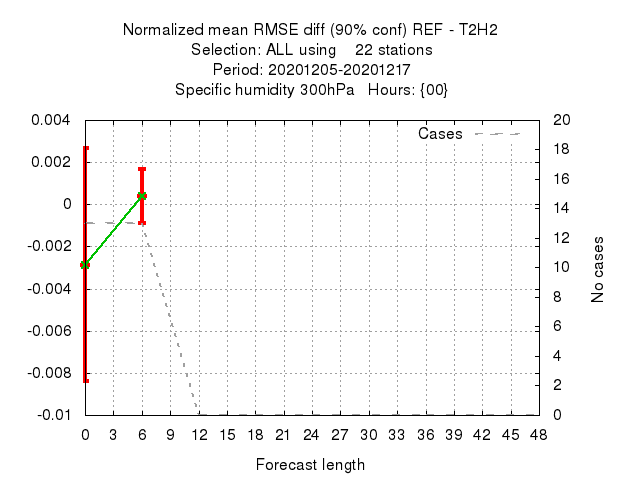 Normalized mean RMSE diff (90% conf) REF - T2H2
Selection: ALL using    22 stations
Period: 20201205-20201217
Specific humidity 300hPa   Hours: {00}
Cases
0.004
0.002
0
-0.002
-0.004
-0.006
-0.008
-0.01
20
18
16
14
12
10
8
6
4
2
0
No cases
0 3 6 9 12 15 18 21 24 27 30 33 36 39 42 45 48
Forecast length